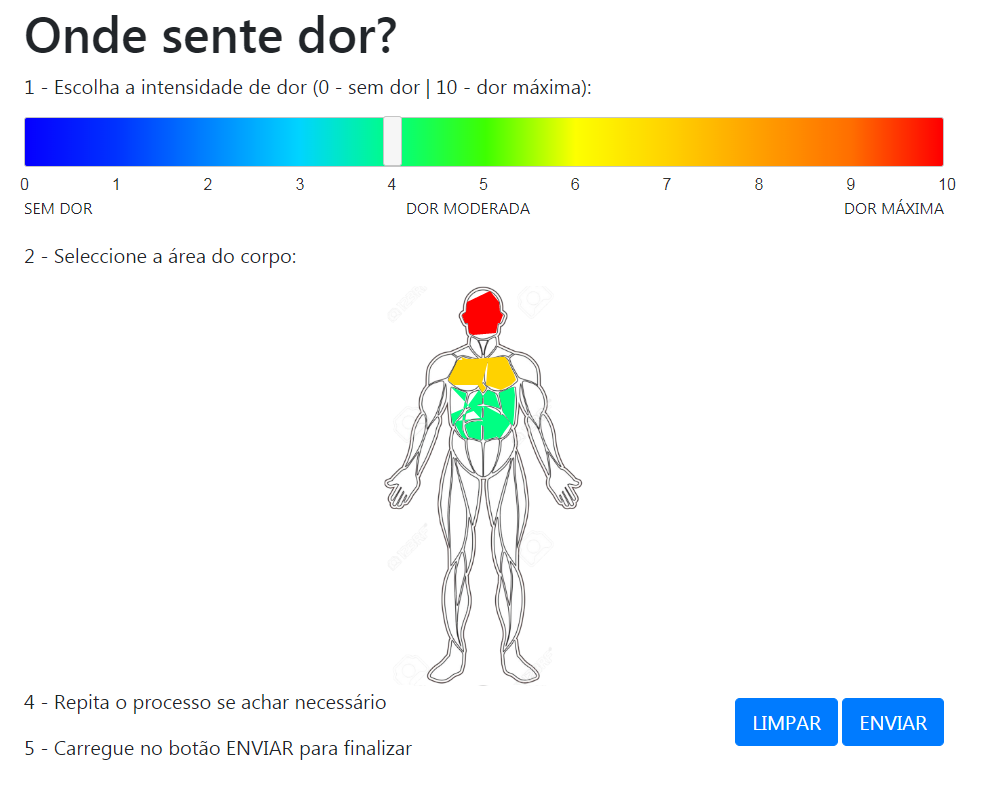 Onde sente dor?
1 - Escolha a intensidade de dor (0 - sem dor | 10 - dor máxima):
0 1 2 3 4 5 6 7 8 9 10
SEM DOR DOR MODERADA DOR MÁXIMA
2 - Seleccione a área do corpo:
4 - Repita o processo se achar necessário
LIMPAR ENVIAR
5 - Carregue no botão ENVIAR para finalizar